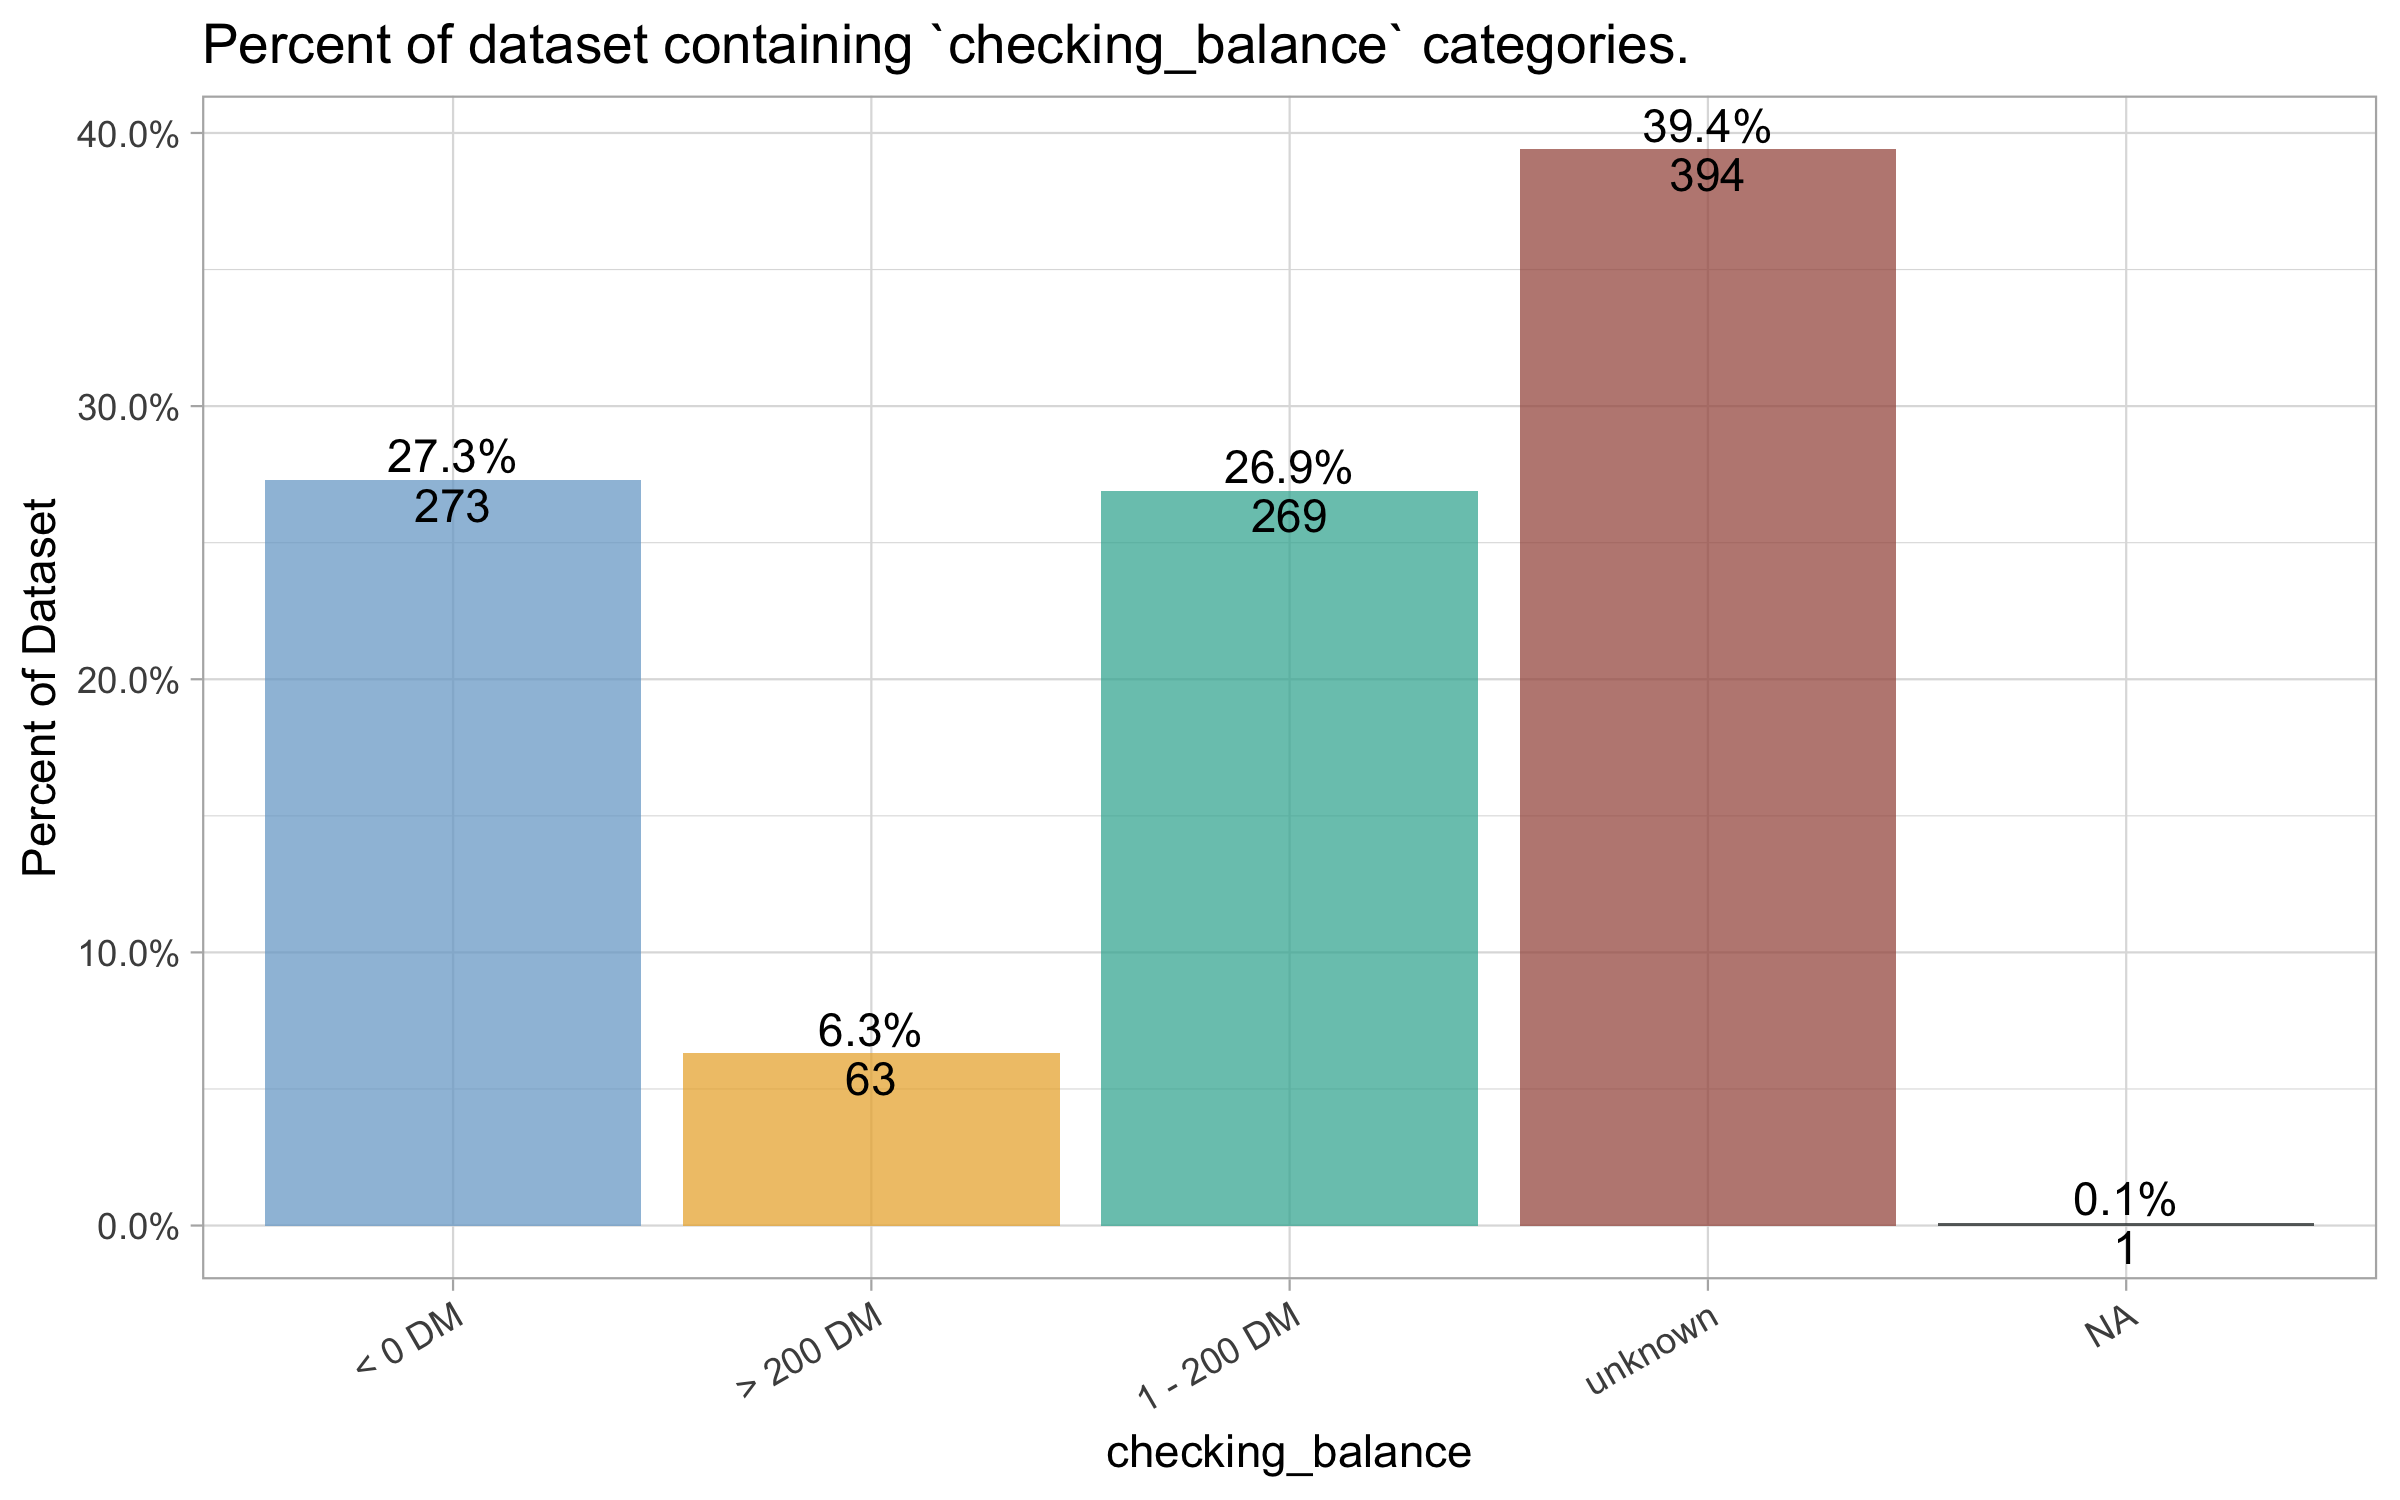 Percent of dataset containing `checking_balance` categories.
Percent of Dataset
40.0%
30.0%
20.0%
10.0%
0.0%
27.3%
273
6.3%
63
26.9%
269
39.4%
394
0.1%
1
< 0 DM
> 200 DM
1 - 200 DM
unknown
NA
checking_balance